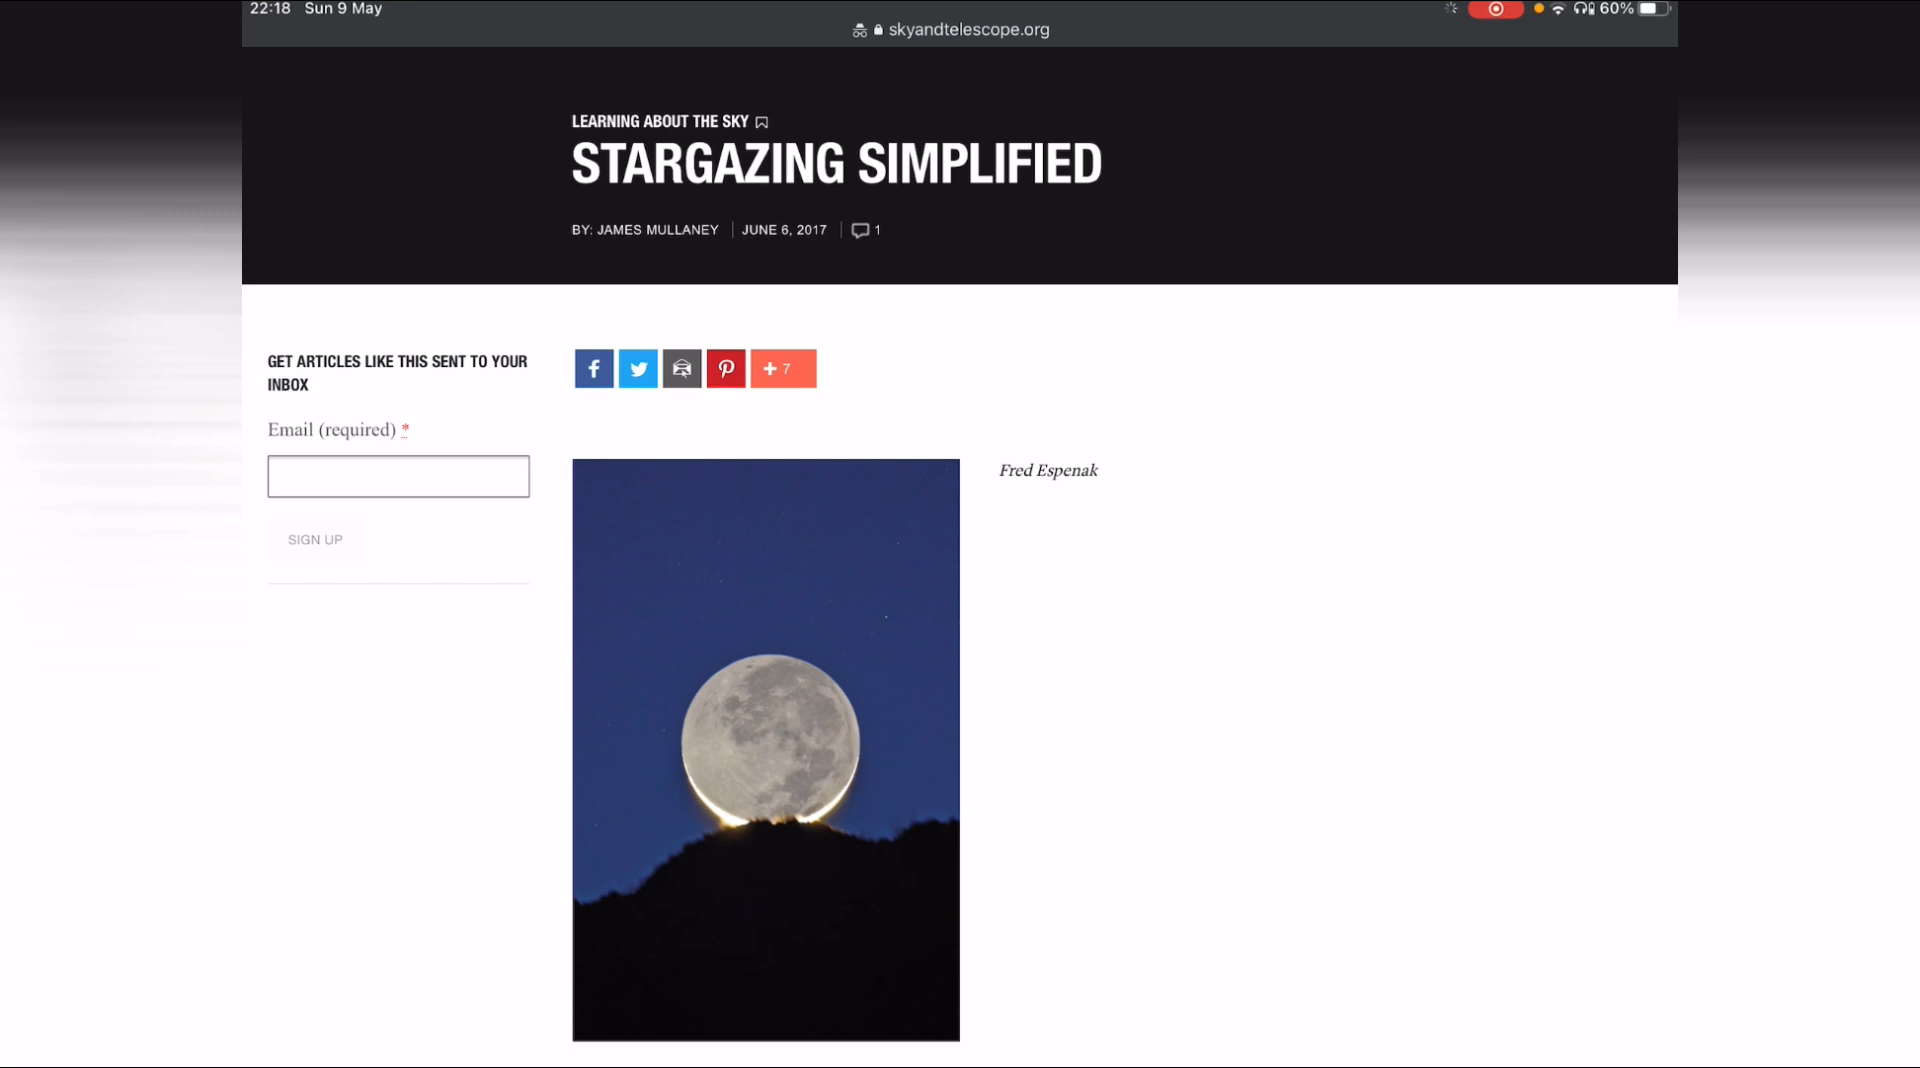 22:18 Sun 9 May
60%
skyandtelescope.org
LEARNING ABOUT THE SKY
STARGAZING SIMPLIFIED
BY: JAMES MULLANEY JUNE 6, 2017 1
GET ARTICLES LIKE THIS SENT TO YOUR
INBOX
Email (required) *
SIGN UP
7
Fred Espenak